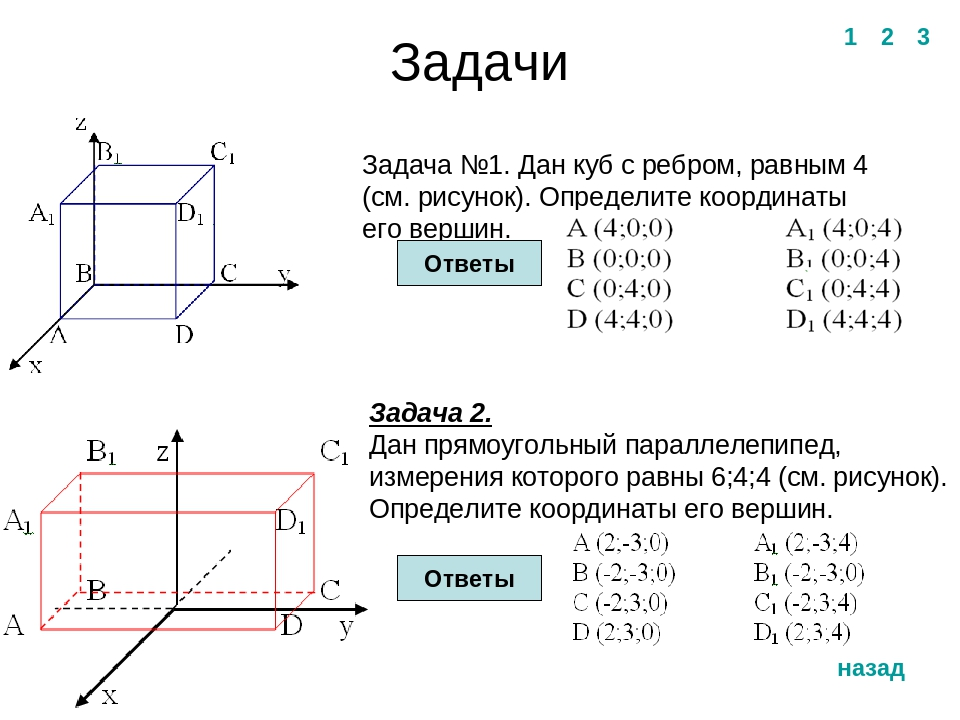 1 2 3
Задачи
z
B₁ C₁
A₁ D₁
B C y
A D
x
Задача №1. Дан куб с ребром, равным 4
(см. рисунок). Определите координаты
его вершин.
Ответы
A (4;0;0) A₁ (4;0;4)
B (0;0;0) B₁ (0;0;4)
C (0;4;0) C₁ (0;4;4)
D (4;4;0) D₁ (4;4;4)
B₁ z C₁
A₁ D₁
B C
A D y
x
Задача 2.
Дан прямоугольный параллелепипед,
измерения которого равны 6;4;4 (см. рисунок).
Определите координаты его вершин.
Ответы
A (2;-3;0) A₁ (2;-3;4)
B (-2;-3;0) B₁ (-2;-3;0)
C (-2;3;0) C₁ (-2;3;4)
D (2;3;0) D₁ (2;3;4)
назад